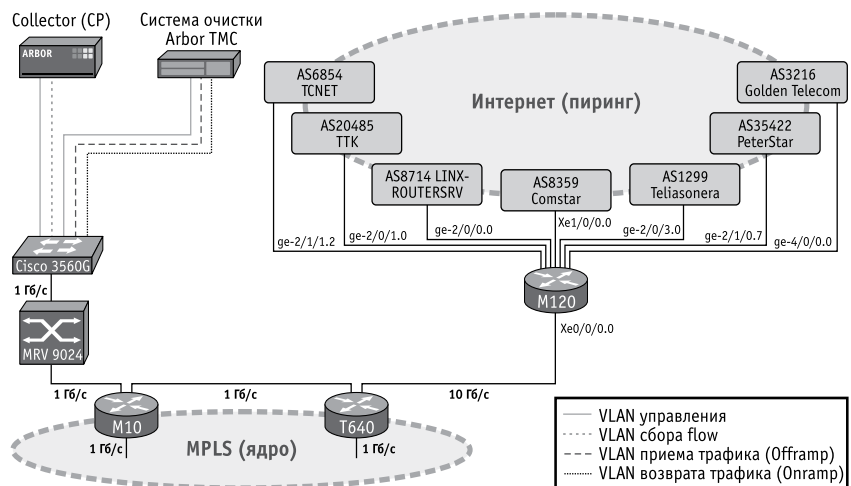 Collector (CP)
Система очистки
Arbor TMC
ARBOR
AS6854
TCNET
AS3216
Golden Telecom
Интернет (пиринг)
AS20485
TTK
AS35422
PeterStar
AS8714 LINX-
ROUTERSRV
AS8359
Comstar
AS1299
Teliasonera
ge-2/1/1.2
ge-2/0/1.0
ge-2/0/0.0
Xe1/0/0.0
ge-2/0/3.0
ge-2/1/0.7
ge-4/0/0.0
Cisco 3560G
1 Гб/с
M120
MRV 9024
Xe0/0/0.0
1 Гб/с
1 Гб/с
10 Гб/с
M10
T640
1 Гб/с
MPLS (ядро)
1 Гб/с
VLAN управления
VLAN сбора flow
VLAN приема трафика (Offramp)
VLAN возврата трафика (Onramp)